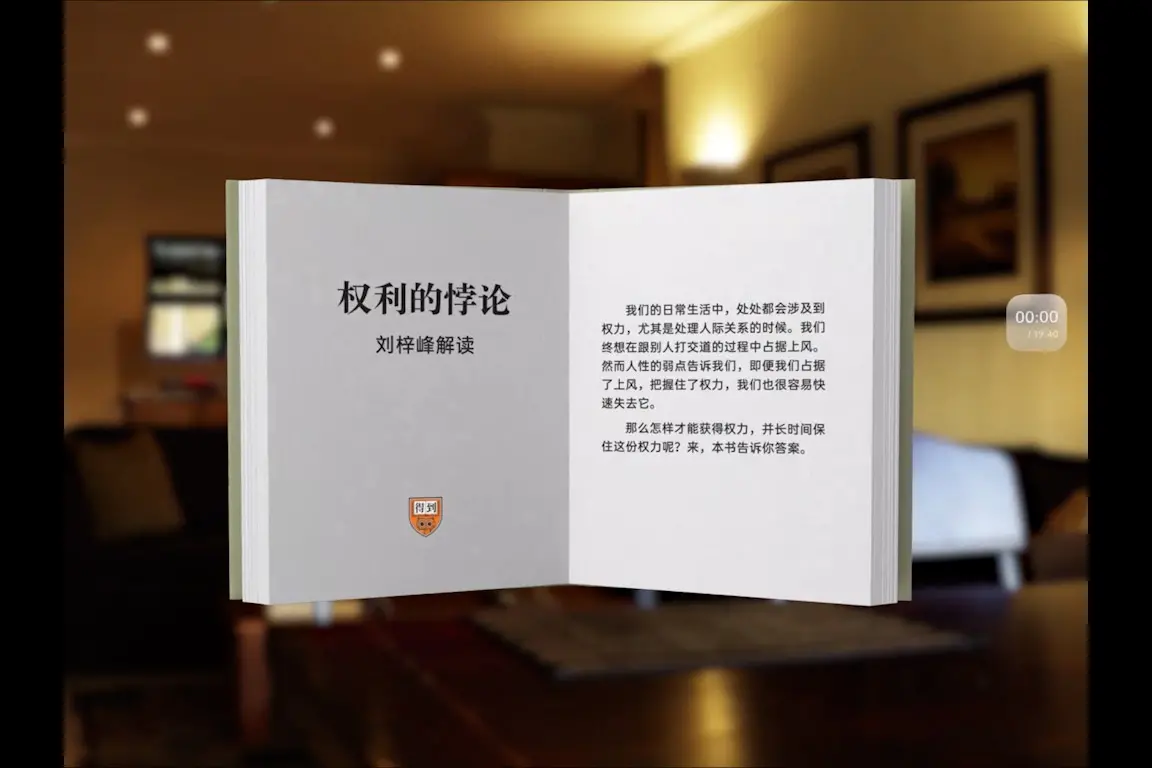 权利的悖论
刘梓峰解读
得到
我们的日常生活中，处处都会涉及到
权力，尤其是处理人际关系的时候。我们
终想在跟别人打交道的过程中占据上风。
然而人性的弱点告诉我们，即便我们占据
了上风，把握住了权力，我们也很容易快
速失去它。
那么怎样才能获得权力，并长时间保
住这份权力呢？来，本书告诉你答案。
00:00
/ 19:40